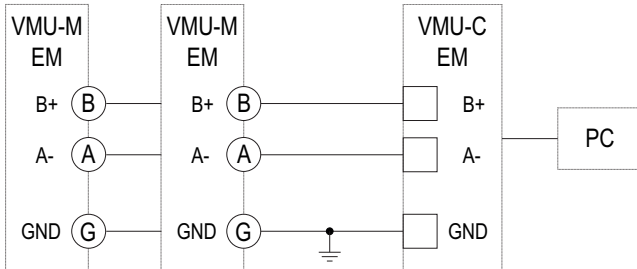 VMU-M
EM
VMU-M
EM
VMU-C
EM
B+ B B+ B B+
A- A A- A A-
PC
GND G GND G GND